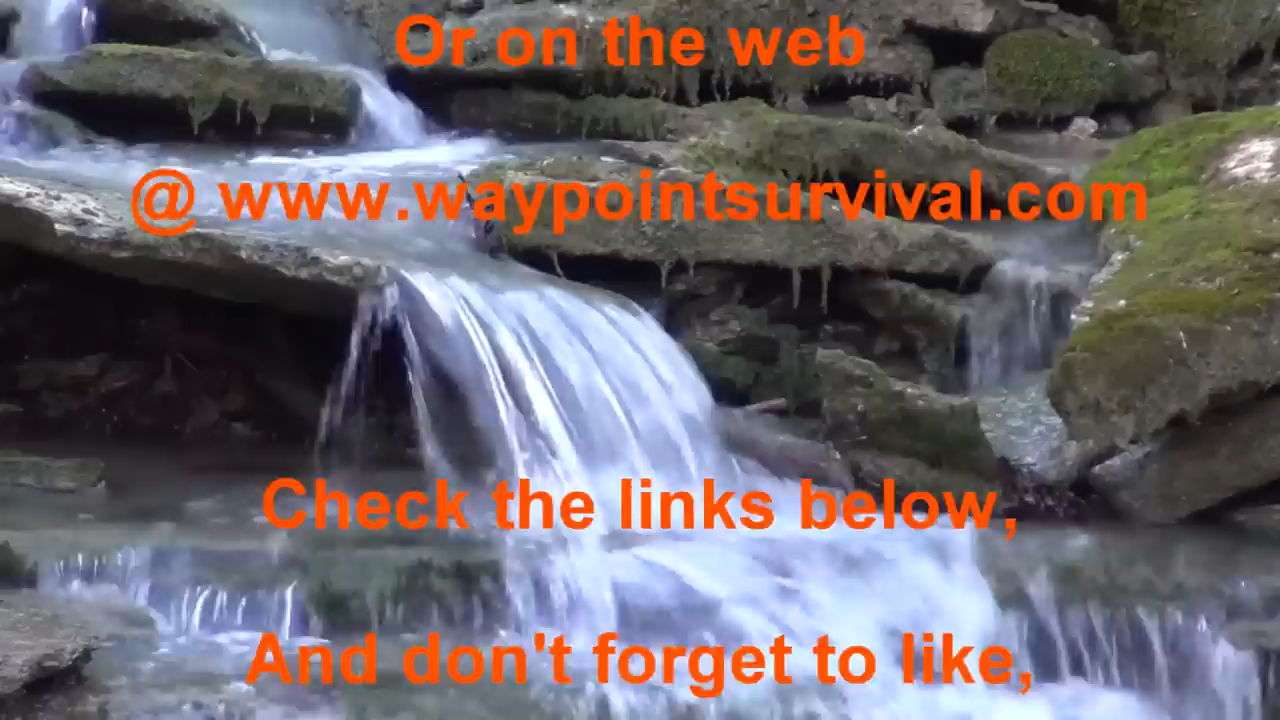 Or on the web
@ www.waypointsurvival.com
Check the links below,
And don't forget to like,